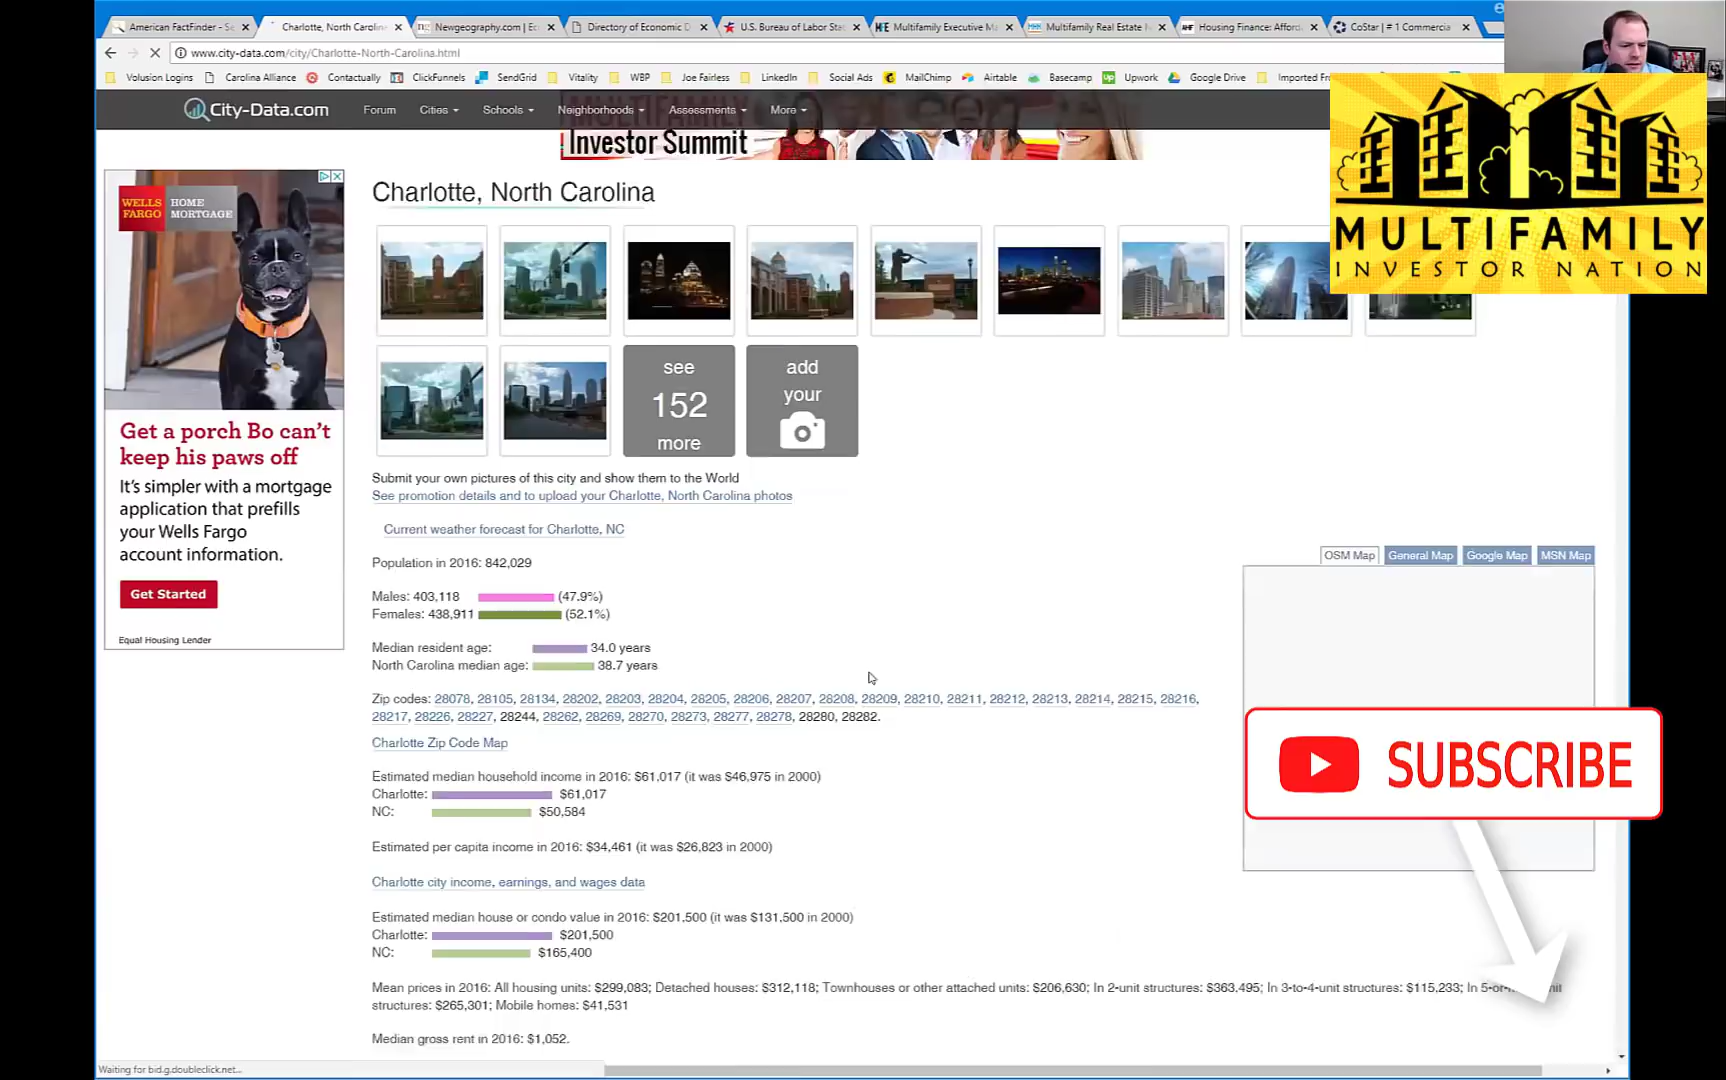 American FactFinder - Se
Charlotte, North Carolin
Newgeography.com | Ec
Directory of Economic D
U.S. Bureau of Labor Stat
Multifamily Executive Ma
Multifamily Real Estate N
Housing Finance: Afford
CoStar | # 1 Commercial
www.city-data.com/city/Charlotte-North-Carolina.html
Volusion Logins
Carolina Alliance
Contactually
ClickFunnels
SendGrid
Vitality
WBP
Joe Fairless
LinkedIn
Social Ads
MailChimp
Airtable
Basecamp
Upwork
Google Drive
Imported Fr
City-Data.com
Forum
Cities
Schools
Neighborhoods
Assessments
More
Investor Summit
MULTIFAMILY
INVESTOR NATION
WELLS FARGO
HOME MORTGAGE
Get a porch Bo can't
keep his paws off
It's simpler with a mortgage
application that prefills
your Wells Fargo
account information.
Get Started
Equal Housing Lender
Charlotte, North Carolina
see
152
more
add
your
Submit your own pictures of this city and show them to the World
See promotion details and to upload your Charlotte, North Carolina photos
Current weather forecast for Charlotte, NC
Population in 2016: 842,029
Males: 403,118 (47.9%)
Females: 438,911 (52.1%)
Median resident age: 34.0 years
North Carolina median age: 38.7 years
Zip codes: 28078, 28105, 28134, 28202, 28203, 28204, 28205, 28206, 28207, 28208, 28209, 28210, 28211, 28212, 28213, 28214, 28215, 28216,
28217, 28226, 28227, 28244, 28262, 28269, 28270, 28273, 28277, 28278, 28280, 28282.
Charlotte Zip Code Map
Estimated median household income in 2016: $61,017 (it was $46,975 in 2000)
Charlotte: $61,017
NC: $50,584
Estimated per capita income in 2016: $34,461 (it was $26,823 in 2000)
Charlotte city income, earnings, and wages data
Estimated median house or condo value in 2016: $201,500 (it was $131,500 in 2000)
Charlotte: $201,500
NC: $165,400
Mean prices in 2016: All housing units: $299,083; Detached houses: $312,118; Townhouses or other attached units: $206,630; In 2-unit structures: $363,495; In 3-to-4-unit structures: $115,233; In 5-or-
structures: $265,301; Mobile homes: $41,531
Median gross rent in 2016: $1,052.
OSM Map
General Map
Google Map
MSN Map
SUBSCRIBE
Waiting for bid.g.doubleclick.net...